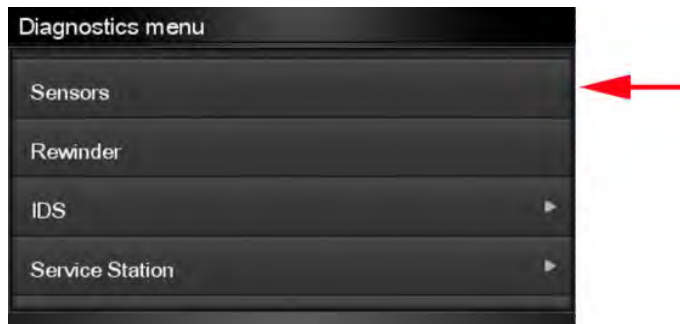 Diagnostics menu
Sensors
Rewinder
IDS
Service Station